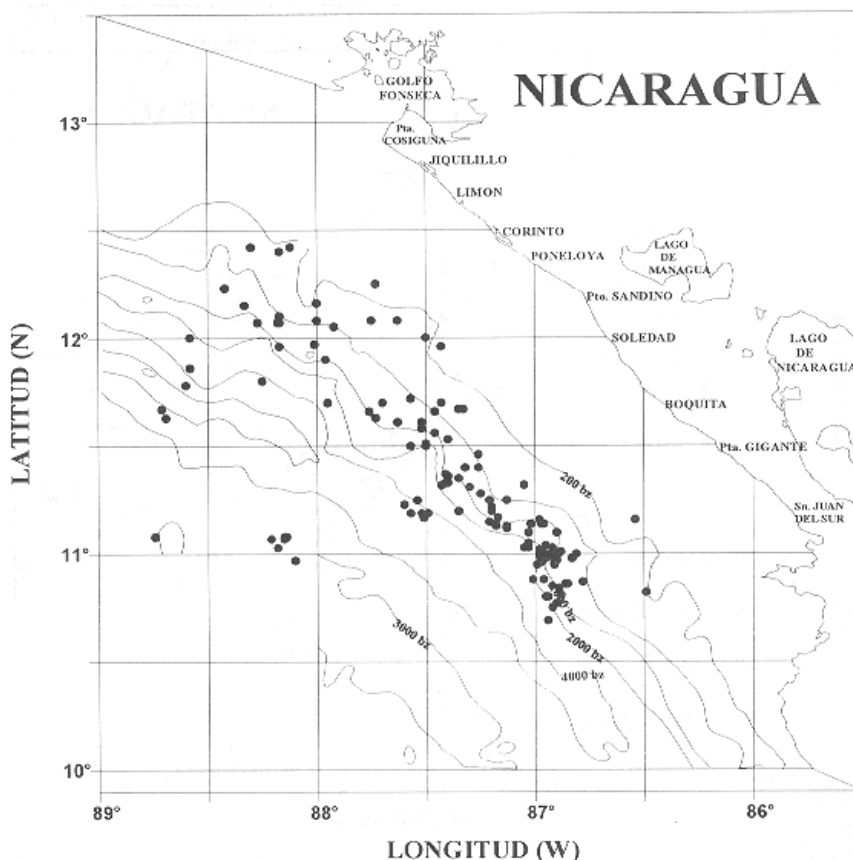 NICARAGUA
GOLFO
FONSECA
13°
Pta.
COSIGUNA
JIQUILILLO
LIMON
CORINTO
PONELOYA
LAGO
DE
MANAGUA
Pto. SANDINO
12°
SOLEDAD
LAGO
DE
NICARAGUA
LATITUD (N)
BOQUITA
Pta. GIGANTE
200 bz
Sn. JUAN
DEL SUR
11°
3000 bz
2000 bz
4000 bz
10°
89°
88°
87°
86°
LONGITUD (W)